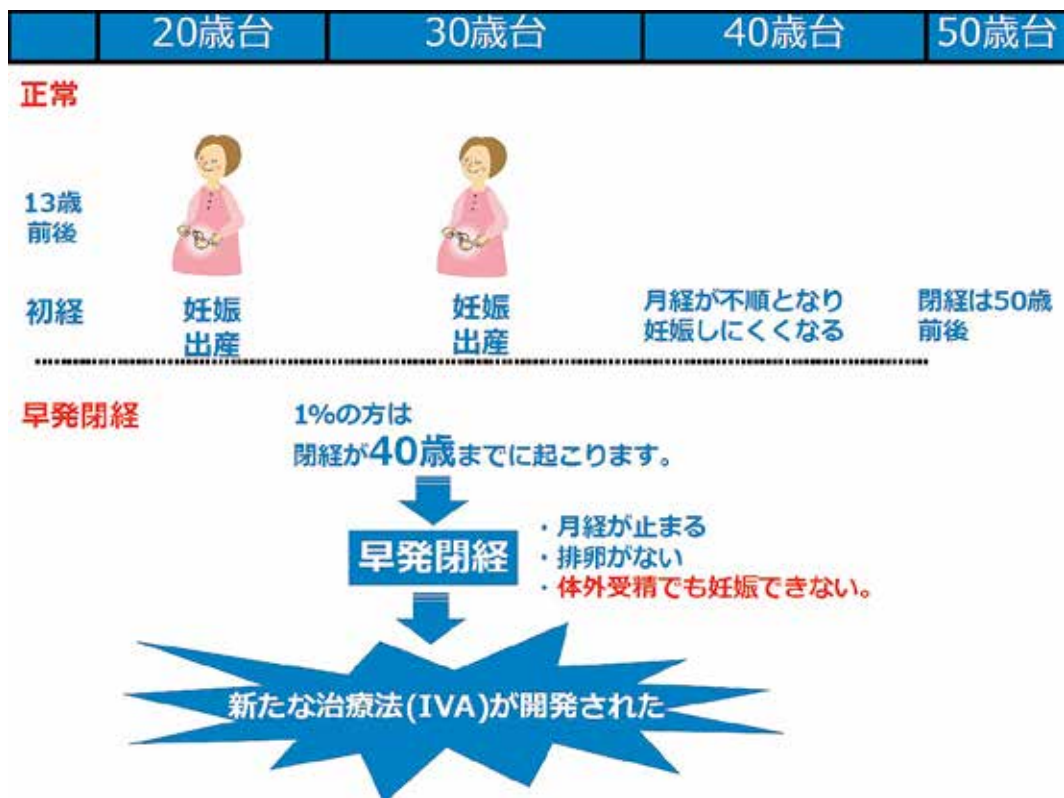 20歳台 30歳台 40歳台 50歳台
正常
13歳
前後
初経
妊娠
出産
妊娠
出産
月経が不順となり
妊娠しにくくなる
閉経は50歳
前後
早発閉経
1%の方は
閉経が40歳までに起こります。
早発閉経
・月経が止まる
・排卵がない
・体外受精でも妊娠できない。
新たな治療法(IVA)が開発された